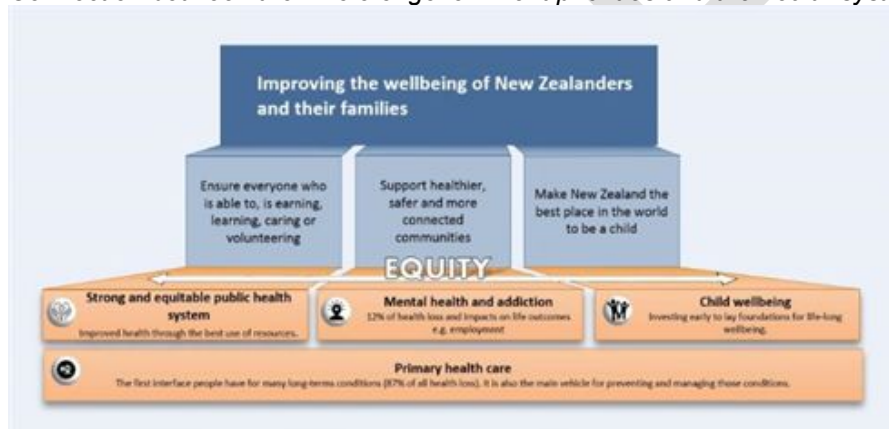 Improving the wellbeing of New Zealanders
and their families
Ensure everyone who
is able to, is earning,
learning, caring or
volunteering
Support healthier,
safer and more
connected
communities
Make New Zealand the
best place in the world
to be a child
EQUITY
Strong and equitable public health
system
Improved health through the best use of resources.
Mental health and addiction
12% of health loss and impacts on life outcomes
e.g. employment
Child wellbeing
Investing early to lay foundations for life-long
wellbeing.
Primary health care
The first interface people have for many long-terms conditions (87% of all health loss). It is also the main vehicle for preventing and managing those conditions.